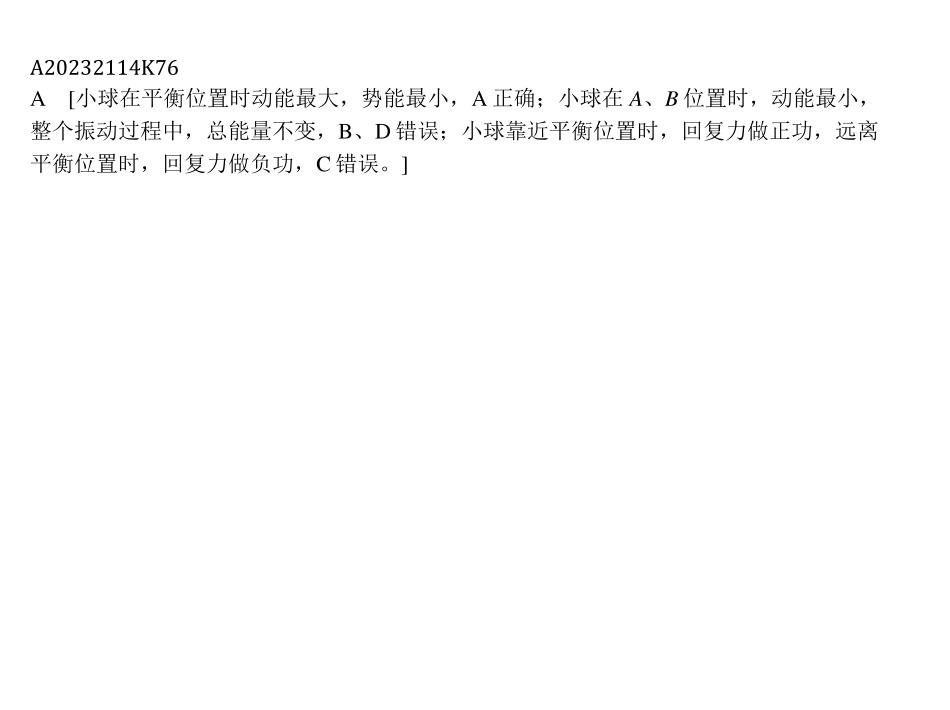 A20232114K76
A [小球在平衡位置时动能最大，势能最小，A 正确；小球在 A、B 位置时，动能最小，
整个振动过程中，总能量不变，B、D 错误；小球靠近平衡位置时，回复力做正功，远离
平衡位置时，回复力做负功，C 错误。]